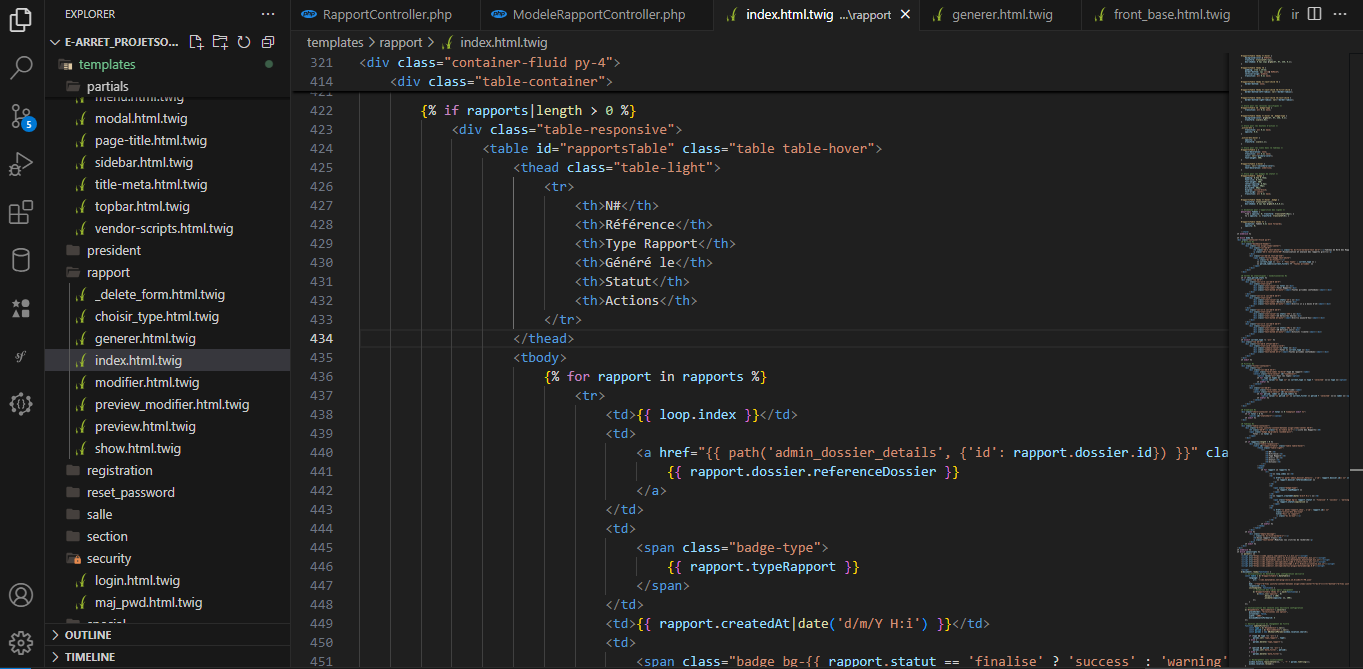 EXPLORER
RapportController.php
ModeleRapportController.php
index.html.twig ...\rapport
generer.html.twig
front_base.html.twig
ir
E-ARRET_PROJETSO...
templates > rapport > index.html.twig
templates
partials
menu.html.twig
modal.html.twig
page-title.html.twig
sidebar.html.twig
title-meta.html.twig
topbar.html.twig
vendor-scripts.html.twig
president
rapport
_delete_form.html.twig
choisir_type.html.twig
generer.html.twig
index.html.twig
modifier.html.twig
preview_modifier.html.twig
preview.html.twig
show.html.twig
registration
reset_password
salle
section
security
login.html.twig
maj_pwd.html.twig
OUTLINE
TIMELINE
5
321 <div class="container-fluid py-4">
414 <div class="table-container">
421
422 {% if rapports|length > 0 %}
423 <div class="table-responsive">
424 <table id="rapportsTable" class="table table-hover">
425 <thead class="table-light">
426 <tr>
427 <th>N#</th>
428 <th>Référence</th>
429 <th>Type Rapport</th>
430 <th>Généré le</th>
431 <th>Statut</th>
432 <th>Actions</th>
433 </tr>
434 </thead>
435 <tbody>
436 {% for rapport in rapports %}
437 <tr>
438 <td>{{ loop.index }}</td>
439 <td>
440 <a href="{{ path('admin_dossier_details', {'id': rapport.dossier.id}) }}" cla
441 {{ rapport.dossier.referenceDossier }}
442 </a>
443 </td>
444 <td>
445 <span class="badge-type">
446 {{ rapport.typeRapport }}
447 </span>
448 </td>
449 <td>{{ rapport.createdAt|date('d/m/Y H:i') }}</td>
450 <td>
451 <span class="badge bg-{{ rapport.statut == 'finalise' ? 'success' : 'warning'